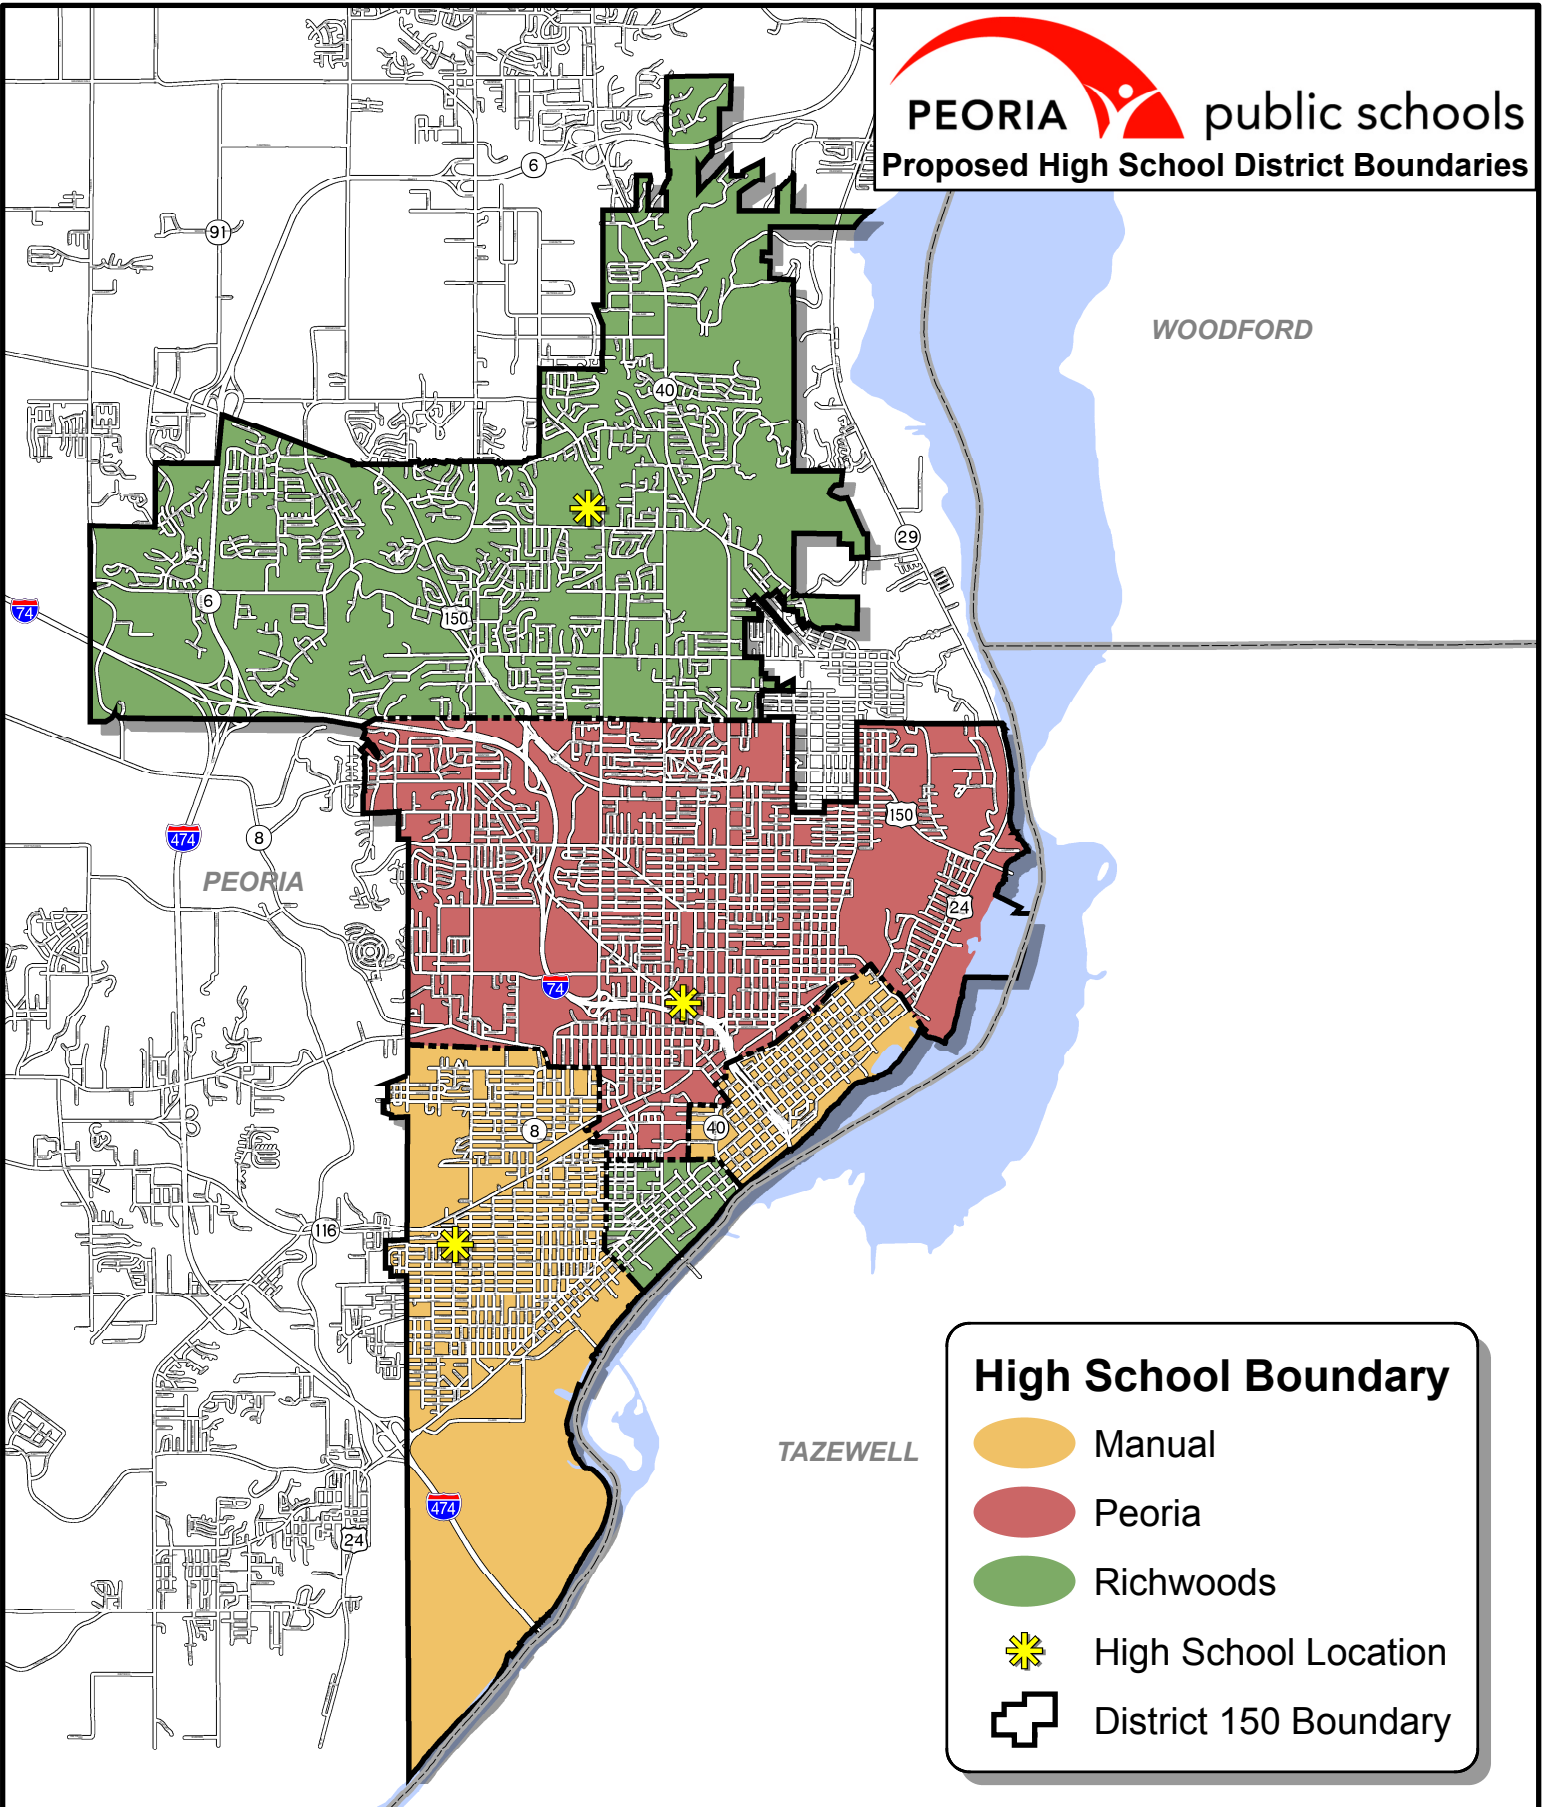 PEORIA public schools
Proposed High School District Boundaries
6
91
WOODFORD
40
29
74
6
150
150
474
8
PEORIA
24
74
8
40
116
High School Boundary
Manual
TAZEWELL
Peoria
474
24
Richwoods
High School Location
District 150 Boundary